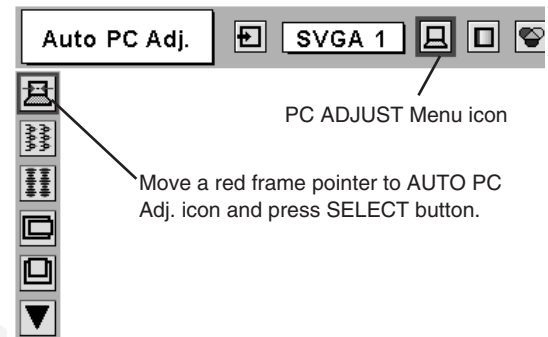 Auto PC Adj.
SVGA 1
PC ADJUST Menu icon
Move a red frame pointer to AUTO PC
Adj. icon and press SELECT button.